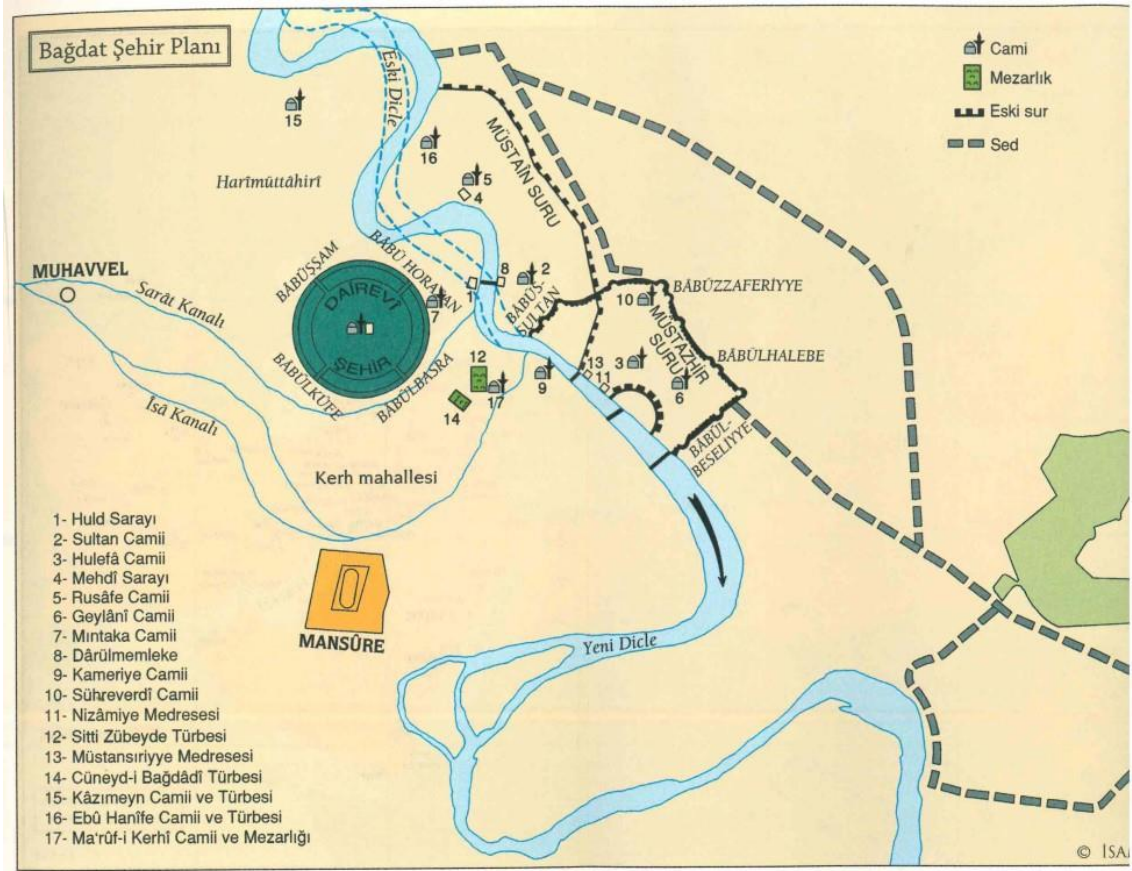 Bağdat Şehir Planı
Cami
Mezarlık
Eski sur
Sed
Eski Dicle
15
16
5
4
MÜSTAÎN SURU
Harîmüttâhirî
MUHAVVEL
Sarât Kanalı
BÂBÜŞŞAM
BÂBÜ HORASAN
DAİREVÎ
ŞEHİR
BÂBÜLKÛFE
BÂBÜLBASRA
7
1
8
2
BÂBÜS-
SULTAN
10
BÂBÜZZAFERİYYE
MÜSTAZHİR
SURU
BÂBÜLHALEBE
3
6
13
11
9
12
17
14
BÂBÜL-
BESELİYYE
Îsâ Kanalı
Kerh mahallesi
MANSÛRE
Yeni Dicle
1- Huld Sarayı
2- Sultan Camii
3- Hulefâ Camii
4- Mehdî Sarayı
5- Rusâfe Camii
6- Geylânî Camii
7- Mıntaka Camii
8- Dârülmemleke
9- Kameriye Camii
10- Sühreverdî Camii
11- Nizâmiye Medresesi
12- Sitti Zübeyde Türbesi
13- Müstansıriyye Medresesi
14- Cüneyd-i Bağdâdî Türbesi
15- Kâzımeyn Camii ve Türbesi
16- Ebû Hanîfe Camii ve Türbesi
17- Ma'rûf-i Kerhî Camii ve Mezarlığı
© İSA